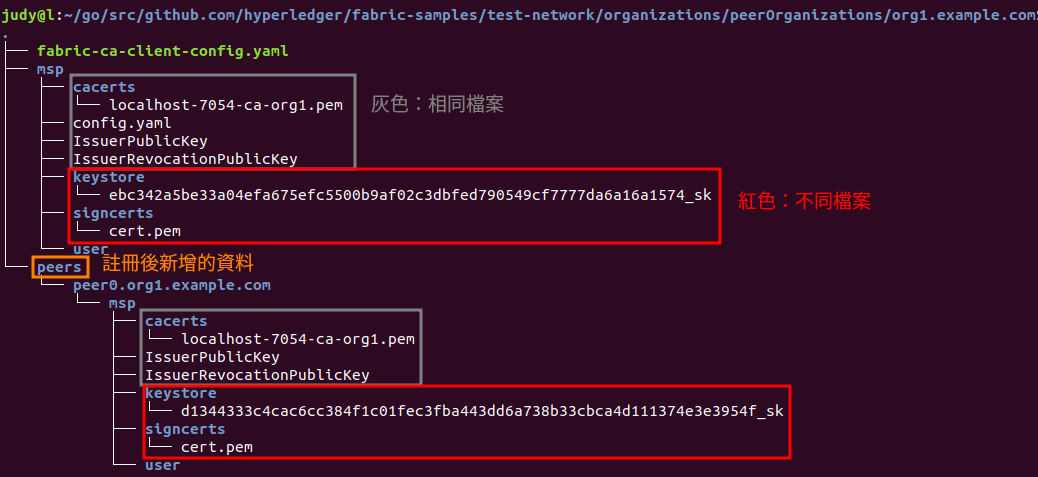 judy@l:~/go/src/github.com/hyperledger/fabric-samples/test-network/organizations/peerOrganizations/org1.example.com$
.
├── fabric-ca-client-config.yaml
├── msp
│   ├── cacerts
│   │   └── localhost-7054-ca-org1.pem
│   ├── config.yaml
│   ├── IssuerPublicKey
│   ├── IssuerRevocationPublicKey
灰色：相同檔案
│   ├── keystore
│   │   └── ebc342a5be33a04efa675efc5500b9af02c3dbfed790549cf7777da6a16a1574_sk
│   ├── signcerts
│   │   └── cert.pem
紅色：不同檔案
│   └── user
└── peers 註冊後新增的資料
    └── peer0.org1.example.com
        └── msp
            ├── cacerts
            │   └── localhost-7054-ca-org1.pem
            ├── IssuerPublicKey
            ├── IssuerRevocationPublicKey
            ├── keystore
            │   └── d1344333c4cac6cc384f1c01fec3fba443dd6a738b33cbca4d111374e3e3954f_sk
            ├── signcerts
            │   └── cert.pem
            └── user